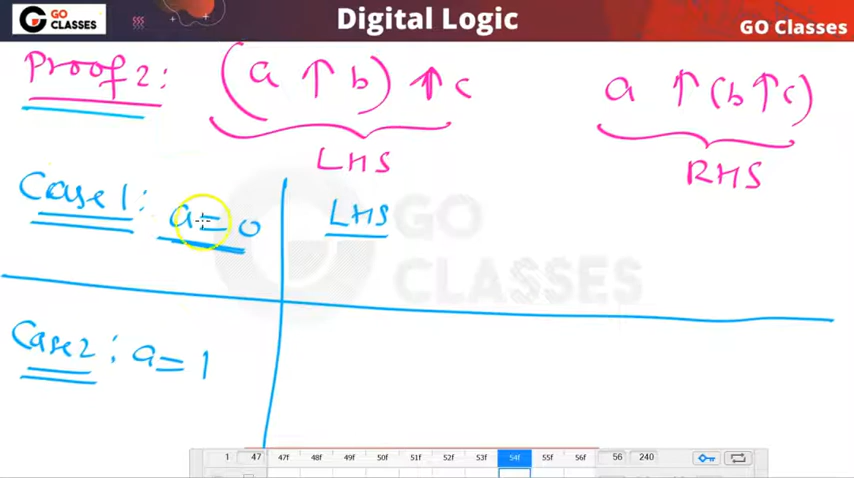 GO CLASSES
Digital Logic
GO Classes
Proof 2: (a ↑ b) ↑ c a ↑ (b ↑ c)
LHS RHS
Case 1: a = 0 LHS
GO CLASSES
Case 2: a = 1
1 47 47f 48f 49f 50f 51f 52f 53f 54f 55f 56f 56 240